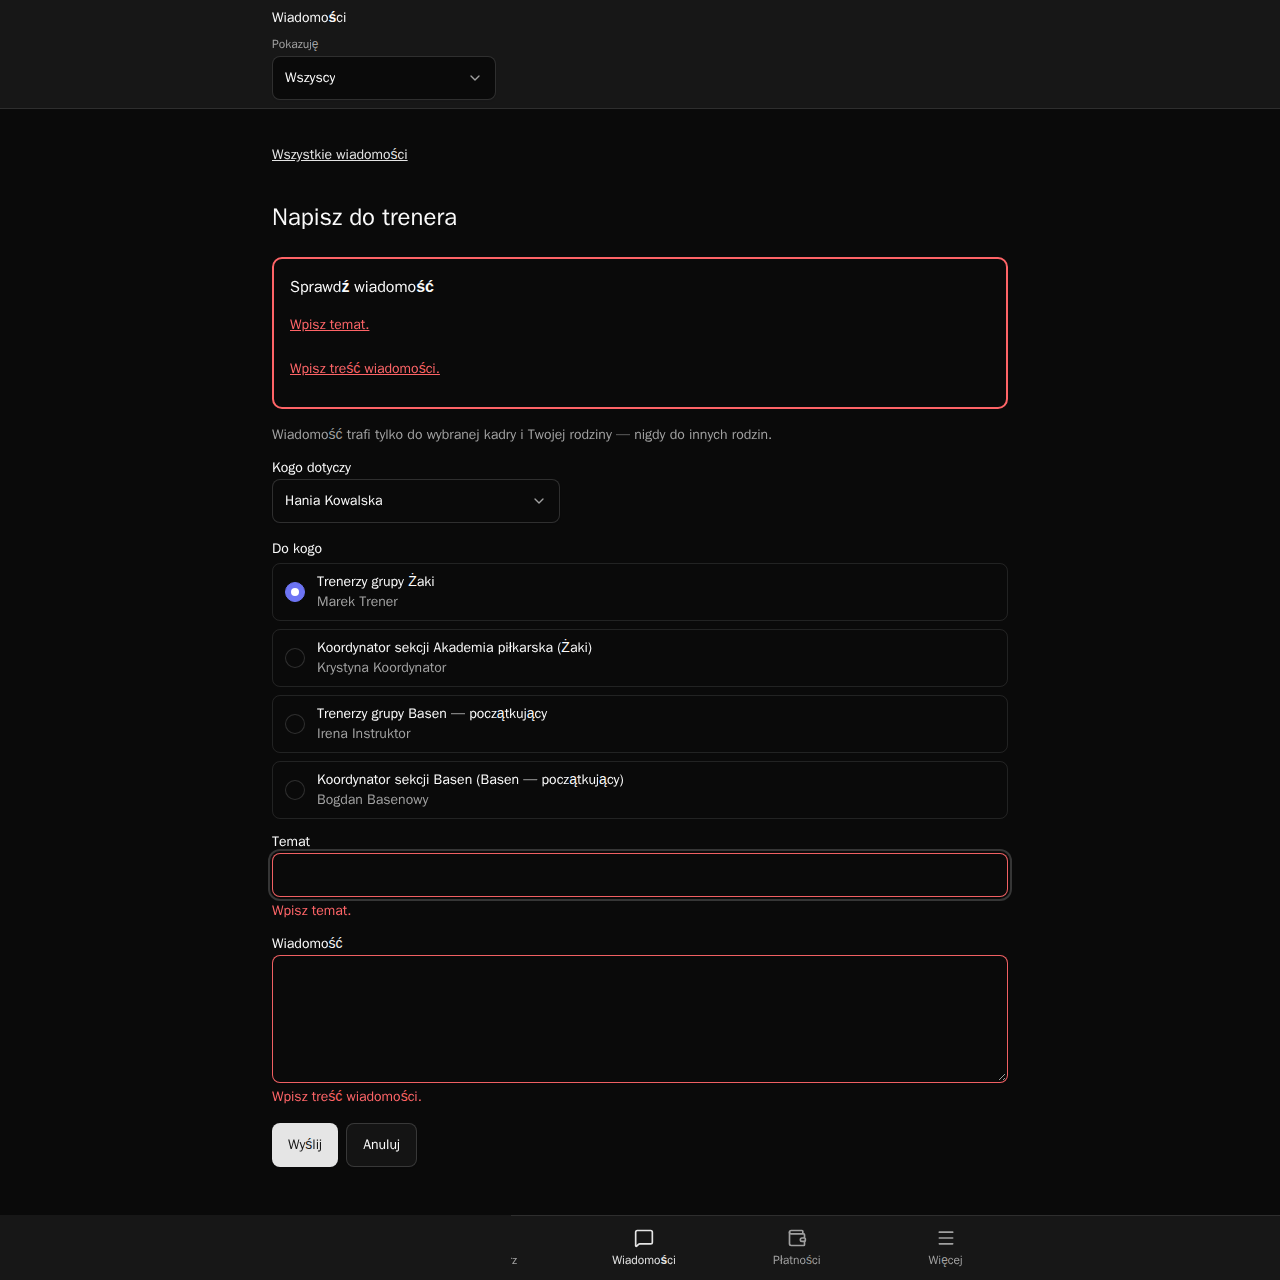 Wiadomości
Pokazuję
Wszyscy
Wszystkie wiadomości
Napisz do trenera
Sprawdź wiadomość
Wpisz temat.
Wpisz treść wiadomości.
Wiadomość trafi tylko do wybranej kadry i Twojej rodziny — nigdy do innych rodzin.
Kogo dotyczy
Hania Kowalska
Do kogo
Trenerzy grupy Żaki
Marek Trener
Koordynator sekcji Akademia piłkarska (Żaki)
Krystyna Koordynator
Trenerzy grupy Basen — początkujący
Irena Instruktor
Koordynator sekcji Basen (Basen — początkujący)
Bogdan Basenowy
Temat
Wpisz temat.
Wiadomość
Wpisz treść wiadomości.
Wyślij Anuluj
Wiadomości Płatności Więcej